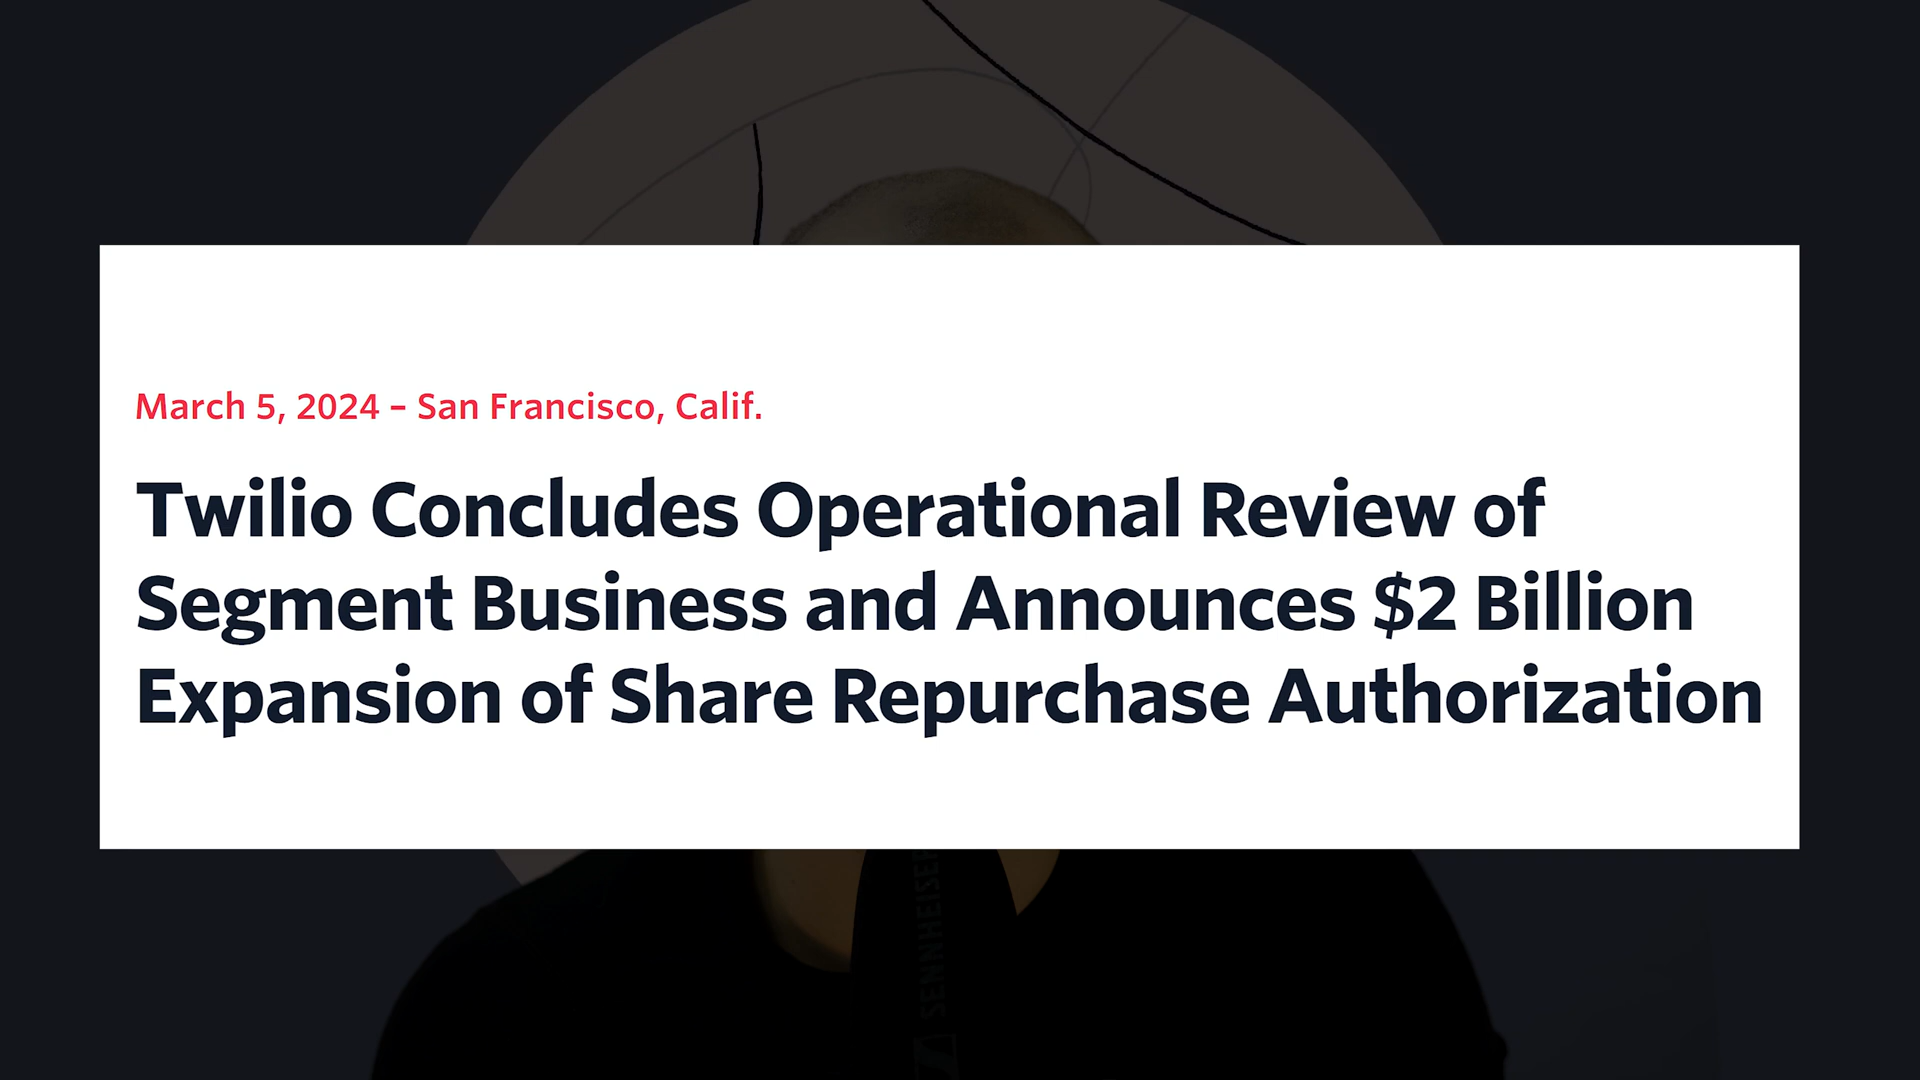 March 5, 2024 – San Francisco, Calif.
Twilio Concludes Operational Review of
Segment Business and Announces $2 Billion
Expansion of Share Repurchase Authorization
SENNHEISER